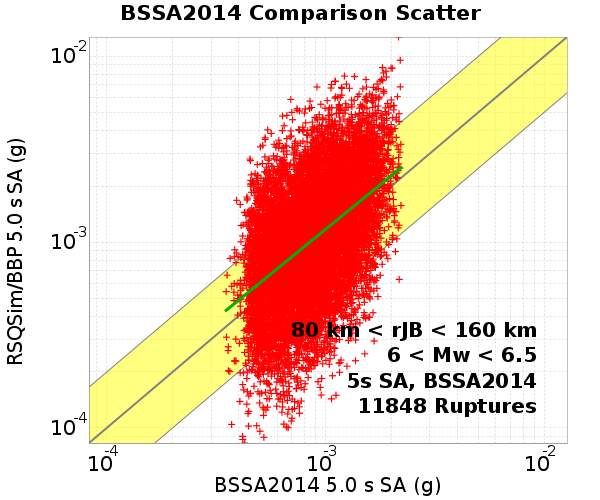 BSSA2014 Comparison Scatter
RSQSim/BBP 5.0 s SA (g)
10-2
10-3
10-4
80 km < rJB < 160 km
6 < Mw < 6.5
5s SA, BSSA2014
11848 Ruptures
10-4 10-3 10-2
BSSA2014 5.0 s SA (g)